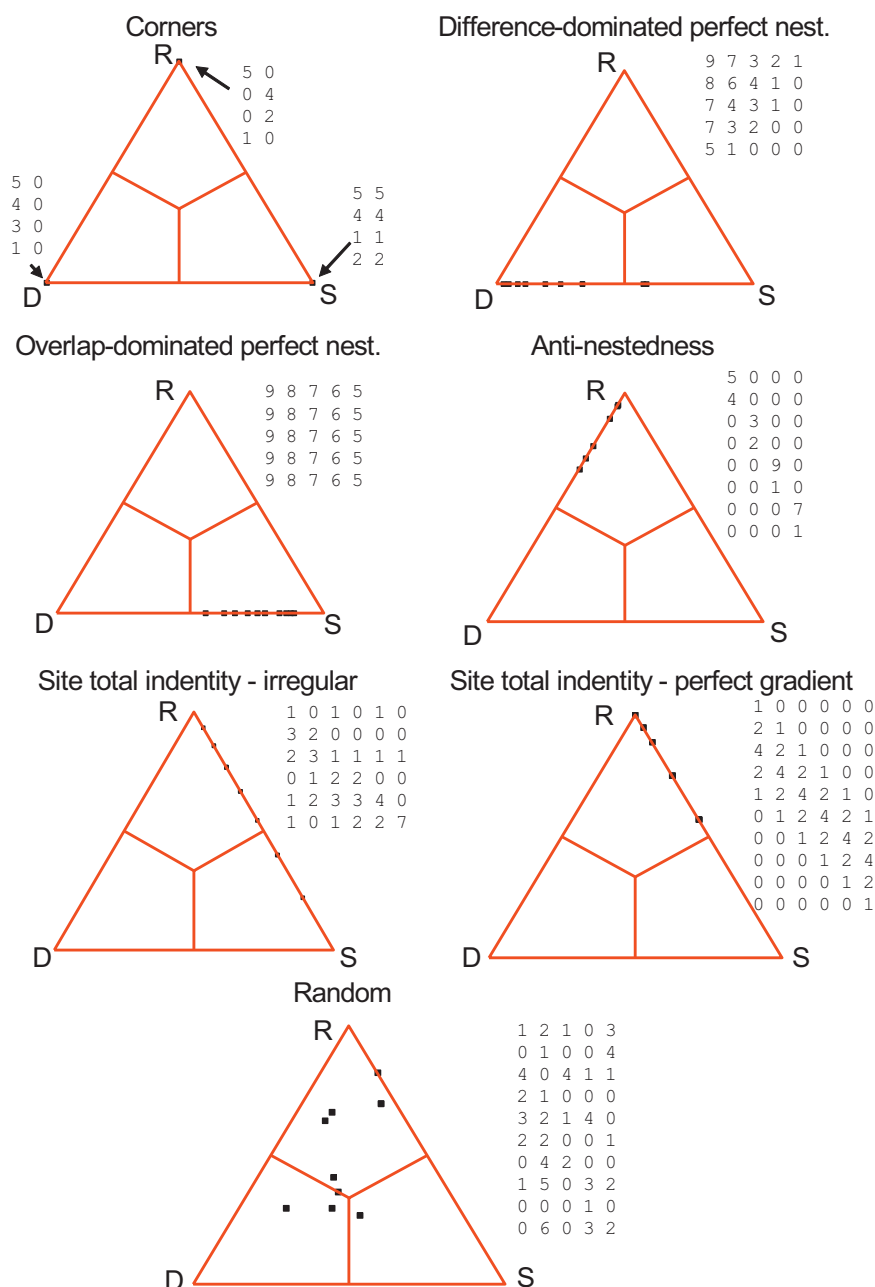 Corners
R
5 0
0 4
0 2
1 0
5 0
4 0
3 0
1 0
5 5
4 4
1 1
2 2
D
S
Difference-dominated perfect nest.
R
9 7 3 2 1
8 6 4 1 0
7 4 3 1 0
7 3 2 0 0
5 1 0 0 0
D
S
Overlap-dominated perfect nest.
R
9 8 7 6 5
9 8 7 6 5
9 8 7 6 5
9 8 7 6 5
9 8 7 6 5
D
S
Anti-nestedness
R
5 0 0 0
4 0 0 0
0 3 0 0
0 2 0 0
0 0 9 0
0 0 1 0
0 0 0 7
0 0 0 1
D
S
Site total indentity - irregular
R
1 0 1 0 1 0
3 2 0 0 0 0
2 3 1 1 1 1
0 1 2 2 0 0
1 2 3 3 4 0
1 0 1 2 2 7
D
S
Site total indentity - perfect gradient
R
1 0 0 0 0 0
2 1 0 0 0 0
4 2 1 0 0 0
2 4 2 1 0 0
1 2 4 2 1 0
0 1 2 4 2 1
0 0 1 2 4 2
0 0 0 1 2 4
0 0 0 0 1 2
0 0 0 0 0 1
D
S
Random
R
1 2 1 0 3
0 1 0 0 4
4 0 4 1 1
2 1 0 0 0
3 2 1 4 0
2 2 0 0 1
0 4 2 0 0
1 5 0 3 2
0 0 0 1 0
0 6 0 3 2
D
S